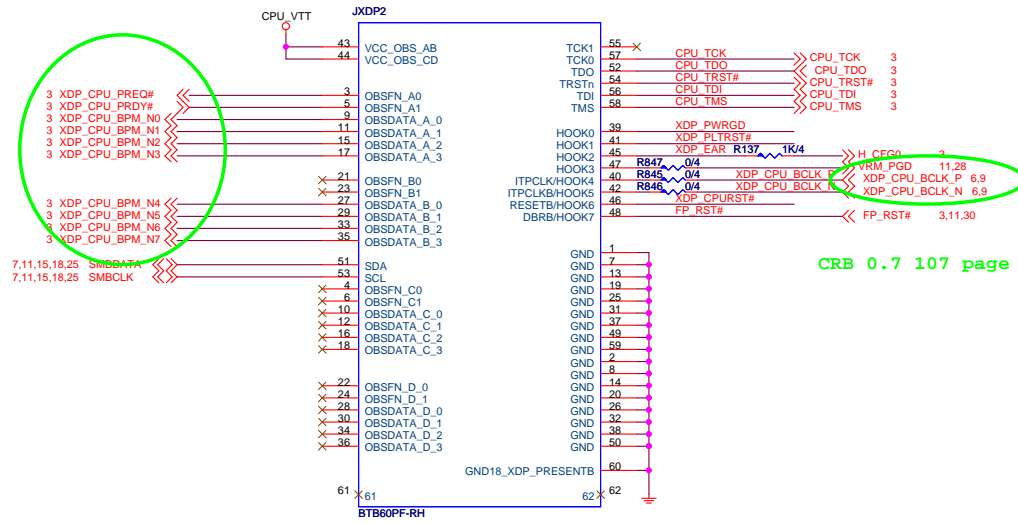 JXDP2
CPU_VTT
43 VCC_OBS_AB
44 VCC_OBS_CD
3 XDP_CPU_PREQ# 3 OBSFN_A0
3 XDP_CPU_PRDY# 5 OBSFN_A1
3 XDP_CPU_BPM_N0 9 OBSDATA_A_0
3 XDP_CPU_BPM_N1 11 OBSDATA_A_1
3 XDP_CPU_BPM_N2 15 OBSDATA_A_2
3 XDP_CPU_BPM_N3 17 OBSDATA_A_3
21 OBSFN_B0
23 OBSFN_B1
3 XDP_CPU_BPM_N4 27 OBSDATA_B_0
3 XDP_CPU_BPM_N5 29 OBSDATA_B_1
3 XDP_CPU_BPM_N6 33 OBSDATA_B_2
3 XDP_CPU_BPM_N7 35 OBSDATA_B_3
7,11,15,18,25 SMBDATA 51 SDA
7,11,15,18,25 SMBCLK 53 SCL
4 OBSFN_C0
6 OBSFN_C1
10 OBSDATA_C_0
12 OBSDATA_C_1
16 OBSDATA_C_2
18 OBSDATA_C_3
22 OBSFN_D_0
24 OBSFN_D_1
28 OBSDATA_D_0
30 OBSDATA_D_1
34 OBSDATA_D_2
36 OBSDATA_D_3
61 61
TCK1 55
TCK0 57 CPU_TCK CPU_TCK 3
TDO 52 CPU_TDO CPU_TDO 3
TRSTn 54 CPU_TRST# CPU_TRST# 3
TDI 56 CPU_TDI CPU_TDI 3
TMS 58 CPU_TMS CPU_TMS 3
HOOK0 39 XDP_PWRGD
HOOK1 41 XDP_PLTRST#
HOOK2 45 XDP_EAR R137 1K/4 H_CFG0 3
HOOK3 47 R847 0/4 VRM_PGD 11,28
ITPCLK/HOOK4 40 R845 0/4 XDP_CPU_BCLK_P XDP_CPU_BCLK_P 6,9
ITPCLKB/HOOK5 42 R846 0/4 XDP_CPU_BCLK_N XDP_CPU_BCLK_N 6,9
RESETB/HOOK6 46 XDP_CPURST#
DBRB/HOOK7 48 FP_RST# FP_RST# 3,11,30
GND 1
GND 7
GND 13
GND 19
GND 25
GND 31
GND 37
GND 49
GND 59
GND 2
GND 8
GND 14
GND 20
GND 26
GND 32
GND 38
GND 50
GND18_XDP_PRESENTB 60
62 62
CRB 0.7 107 page
BTB60PF-RH